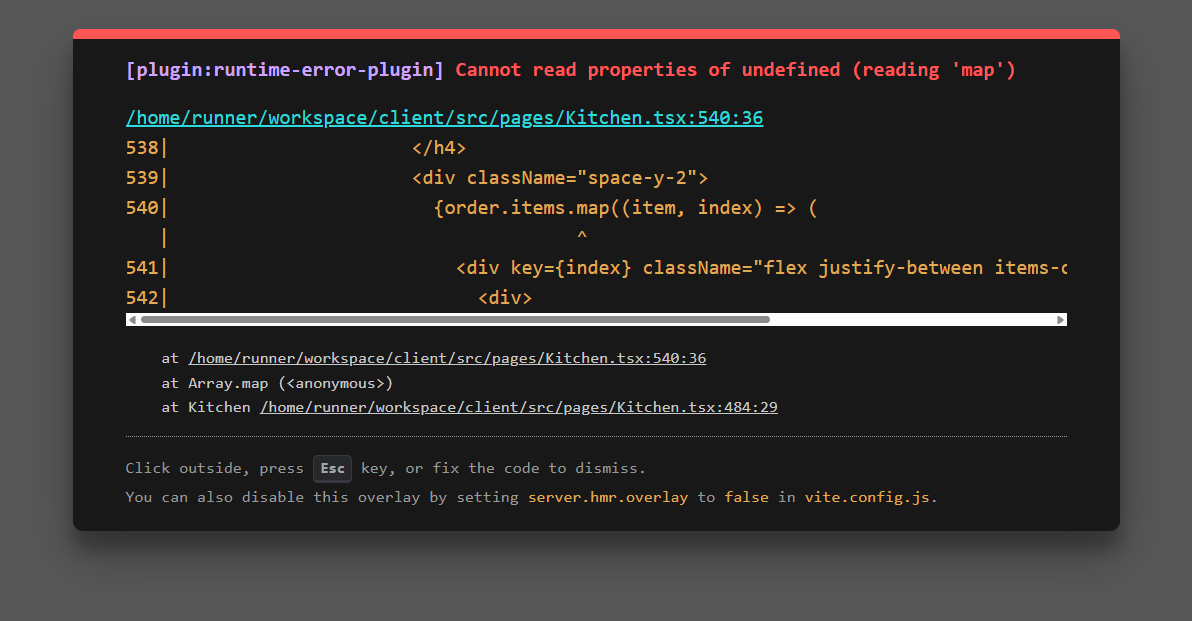 [plugin:runtime-error-plugin] Cannot read properties of undefined (reading 'map')
/home/runner/workspace/client/src/pages/Kitchen.tsx:540:36
538|                      </h4>
539|                      <div className="space-y-2">
540|                        {order.items.map((item, index) => (
   |                                     ^
541|                          <div key={index} className="flex justify-between items-c
542|                            <div>
at /home/runner/workspace/client/src/pages/Kitchen.tsx:540:36
at Array.map (<anonymous>)
at Kitchen /home/runner/workspace/client/src/pages/Kitchen.tsx:484:29
Click outside, press Esc key, or fix the code to dismiss.
You can also disable this overlay by setting server.hmr.overlay to false in vite.config.js.